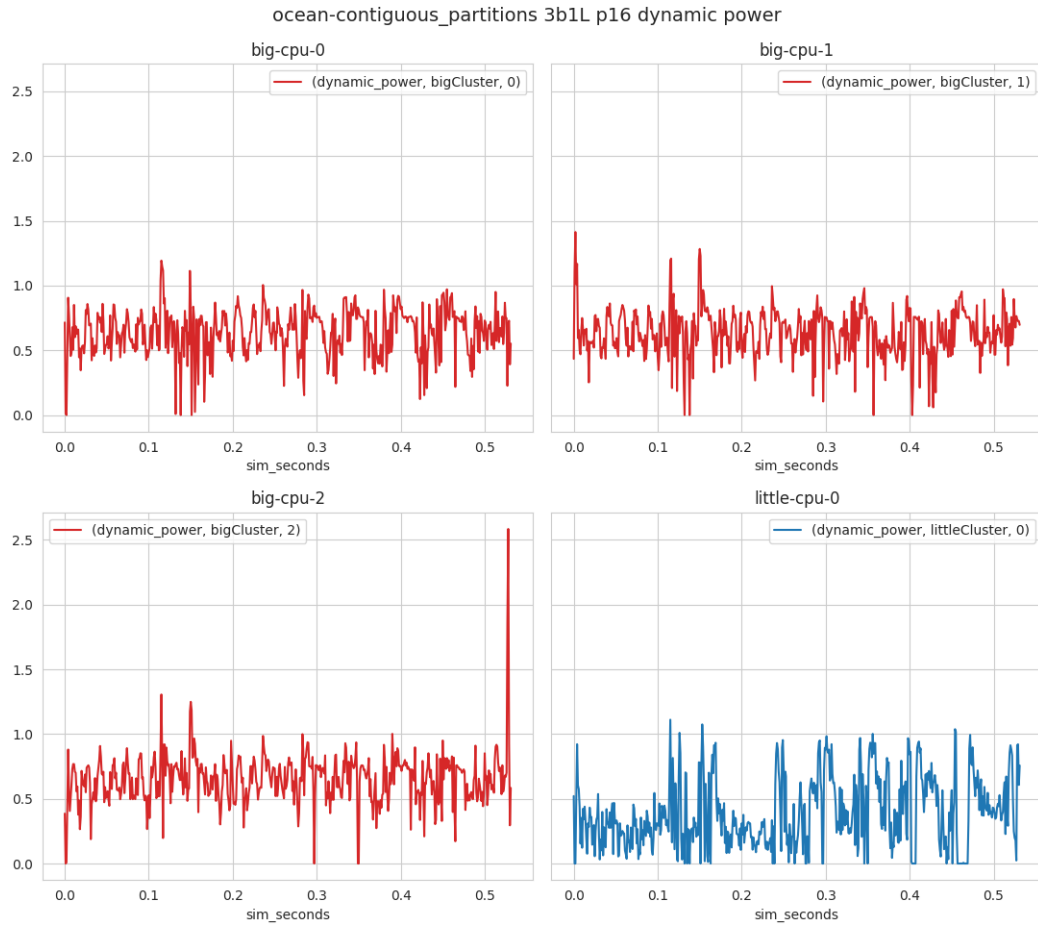 ocean-contiguous_partitions 3b1L p16 dynamic power
big-cpu-0
(dynamic_power, bigCluster, 0)
2.5
2.0
1.5
1.0
0.5
0.0
0.0 0.1 0.2 0.3 0.4 0.5
sim_seconds
big-cpu-1
(dynamic_power, bigCluster, 1)
0.0 0.1 0.2 0.3 0.4 0.5
sim_seconds
big-cpu-2
(dynamic_power, bigCluster, 2)
2.5
2.0
1.5
1.0
0.5
0.0
0.0 0.1 0.2 0.3 0.4 0.5
sim_seconds
little-cpu-0
(dynamic_power, littleCluster, 0)
0.0 0.1 0.2 0.3 0.4 0.5
sim_seconds